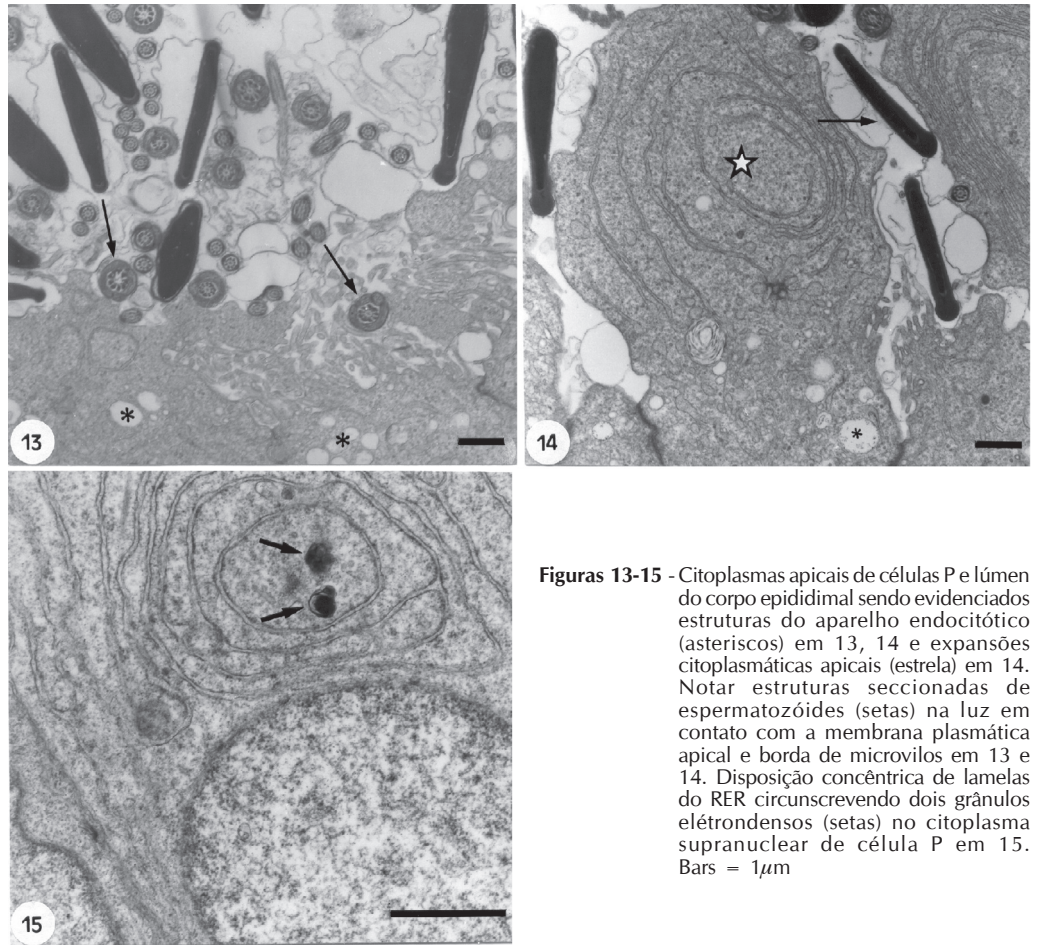 13
*
*
14
*
15
Figuras 13-15 - Citoplasmas apicais de células P e lúmen
do corpo epididimal sendo evidenciados
estruturas do aparelho endocitótico
(asteriscos) em 13, 14 e expansões
citoplasmáticas apicais (estrela) em 14.
Notar estruturas seccionadas de
espermatozóides (setas) na luz em
contato com a membrana plasmática
apical e borda de microvilos em 13 e
14. Disposição concêntrica de lamelas
do RER circunscrevendo dois grânulos
elétrondensos (setas) no citoplasma
supranuclear de célula P em 15.
Bars = 1µm